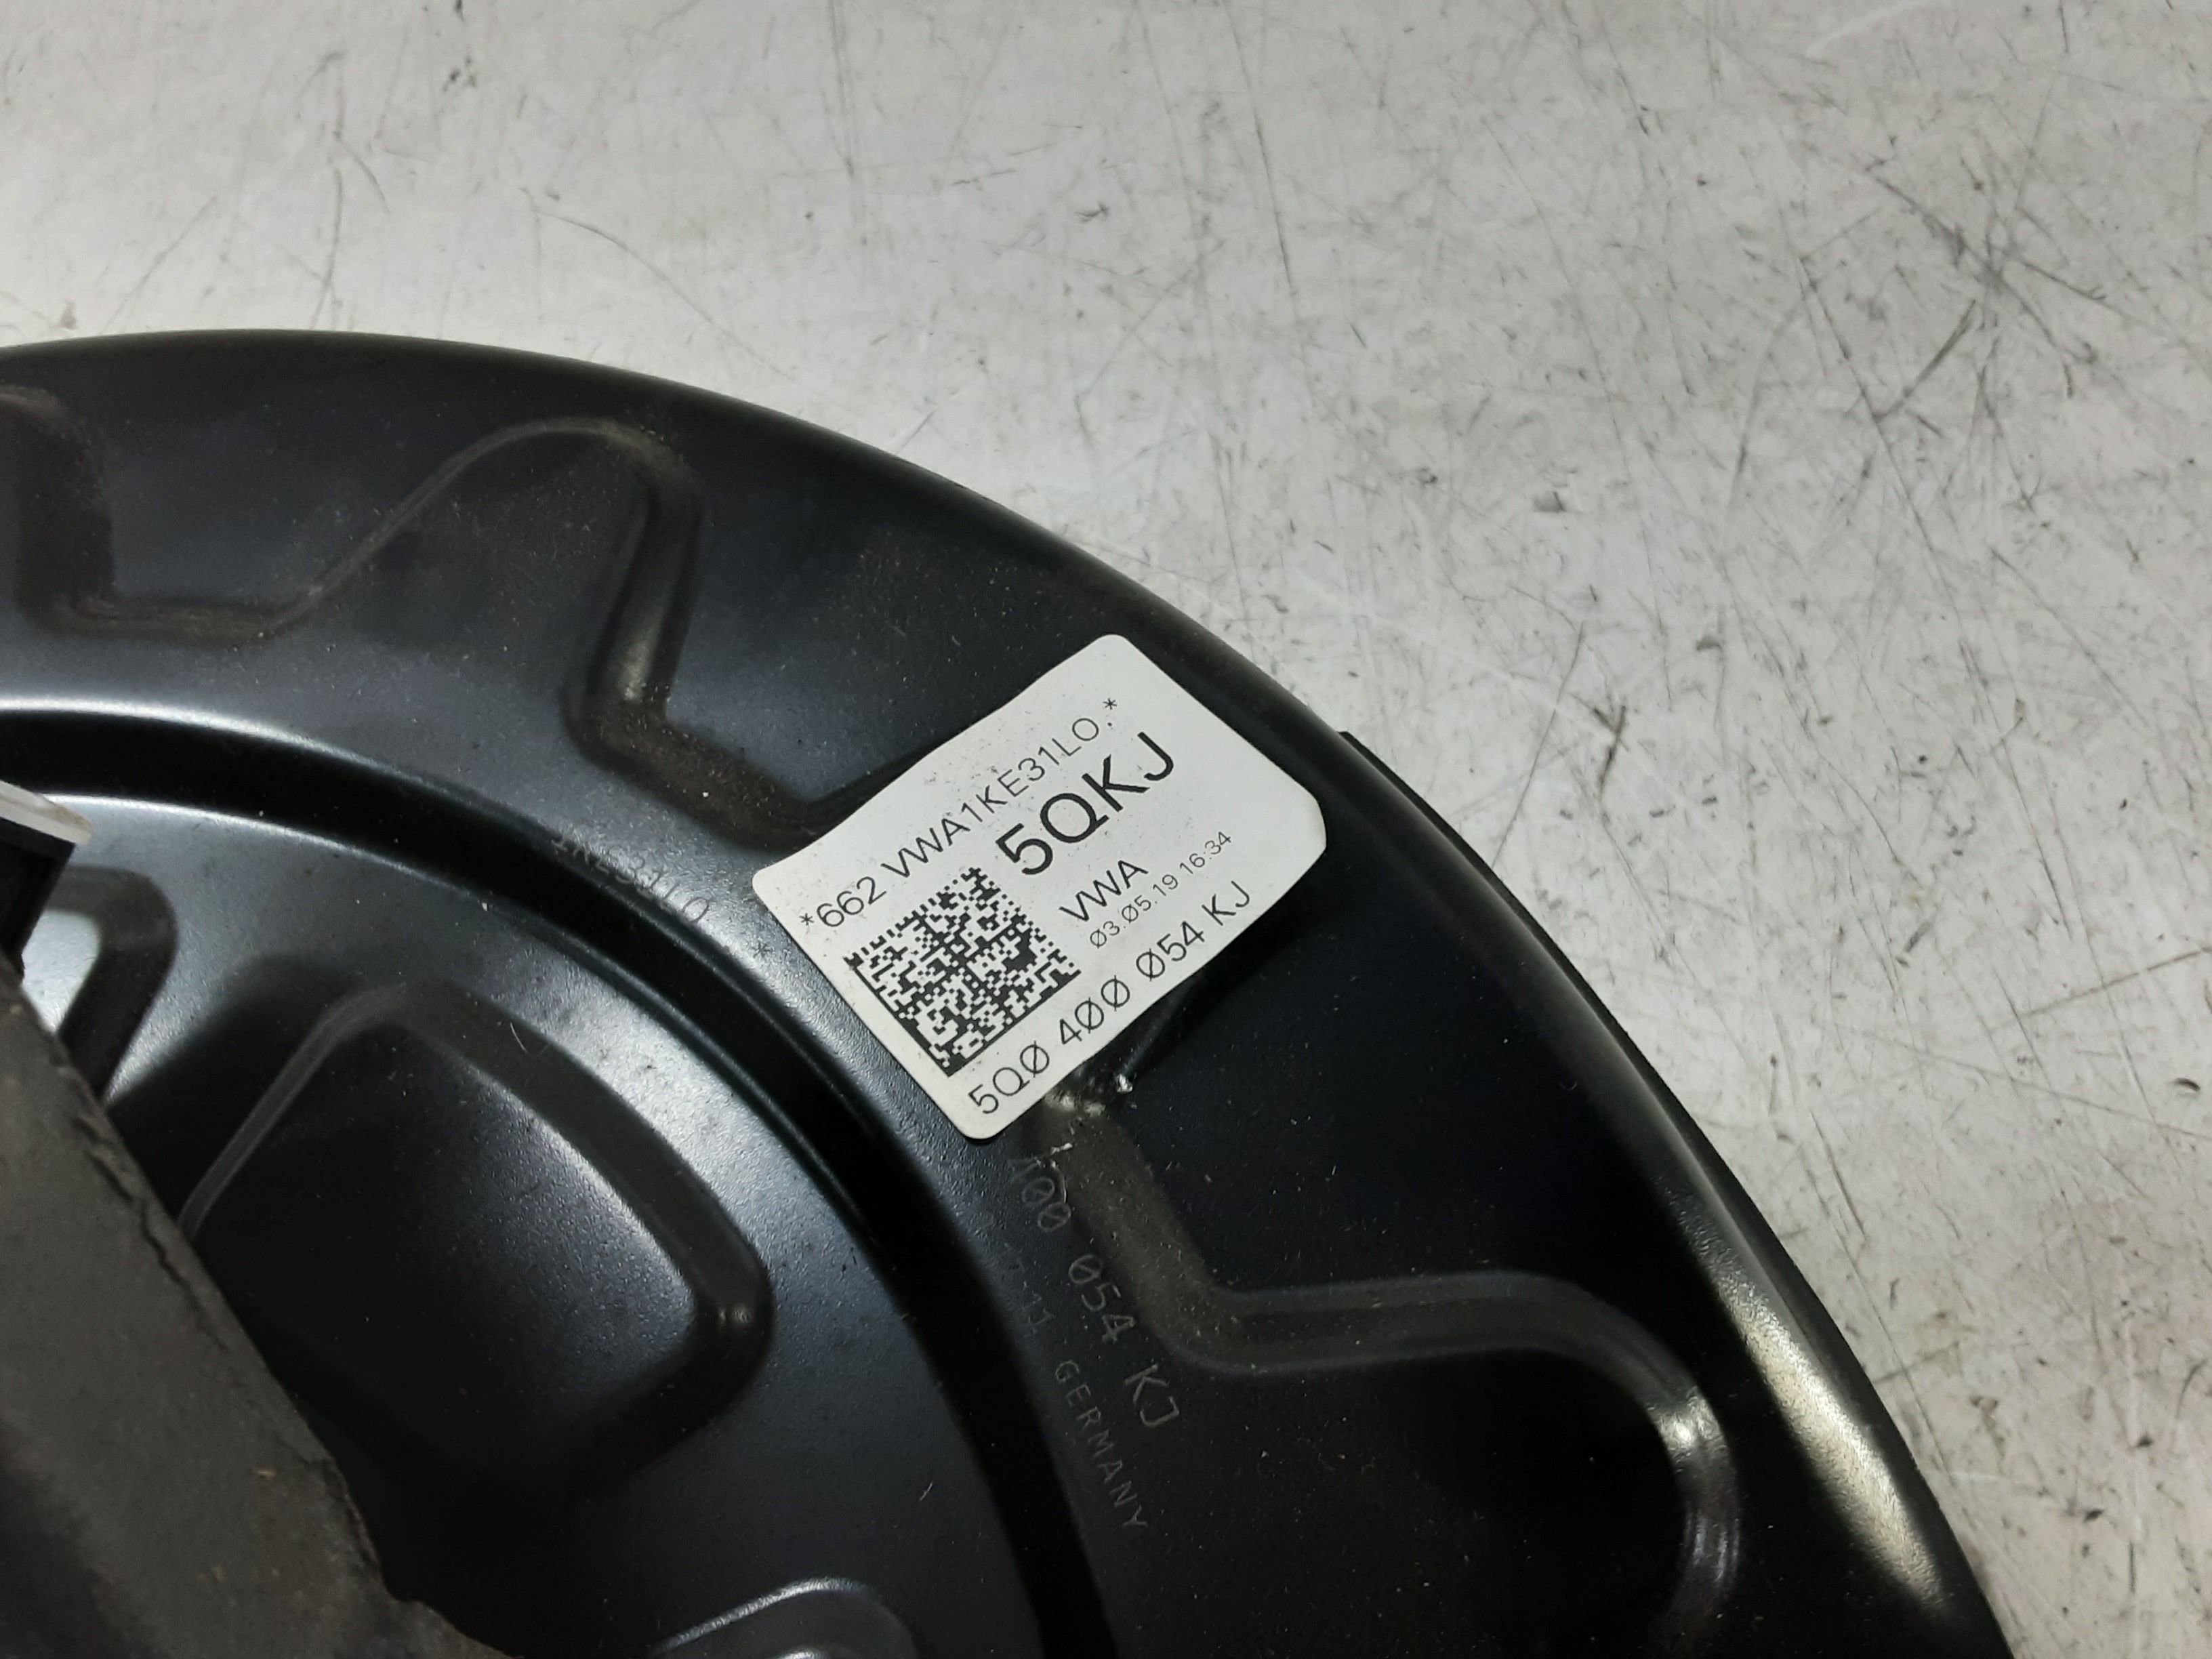 *662 VWA1KE31LO.*
5QKJ
VWA
Ø3.Ø5.19 16:34
5QØ 4ØØ Ø54 KJ
4ØØ Ø54 KJ
GERMANY